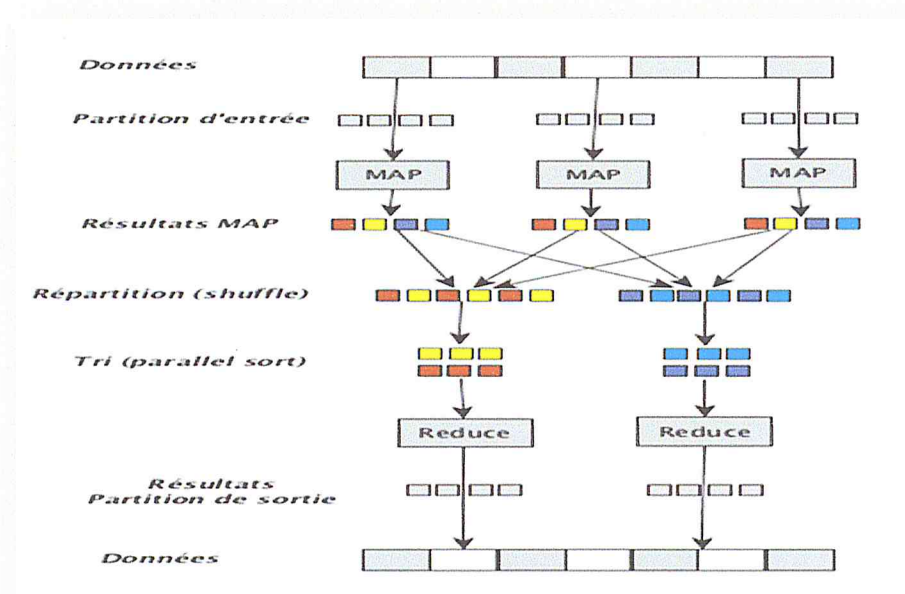 Données
Partition d'entrée
MAP MAP MAP
Résultats MAP
Répartition (shuffle)
Tri (parallel sort)
Reduce Reduce
Résultats
Partition de sortie
Données